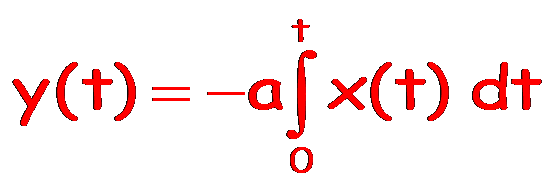 y(t) = -a∫₀ᵗ x(t) dt